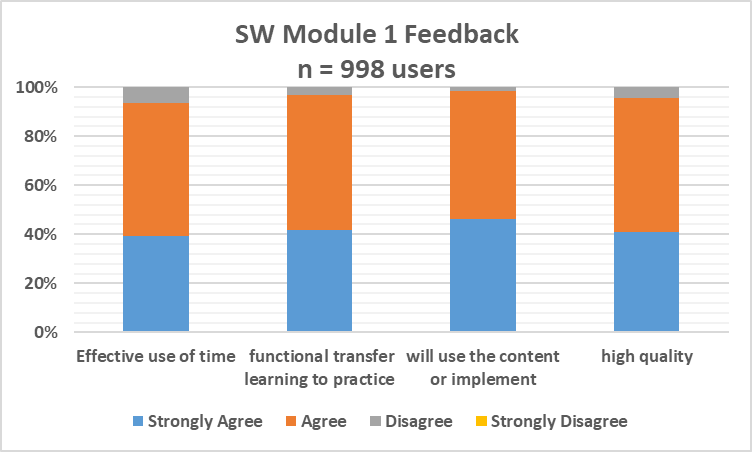 SW Module 1 Feedback
n = 998 users
100%
80%
60%
40%
20%
0%
Effective use of time
functional transfer
learning to practice
will use the content
or implement
high quality
Strongly Agree
Agree
Disagree
Strongly Disagree